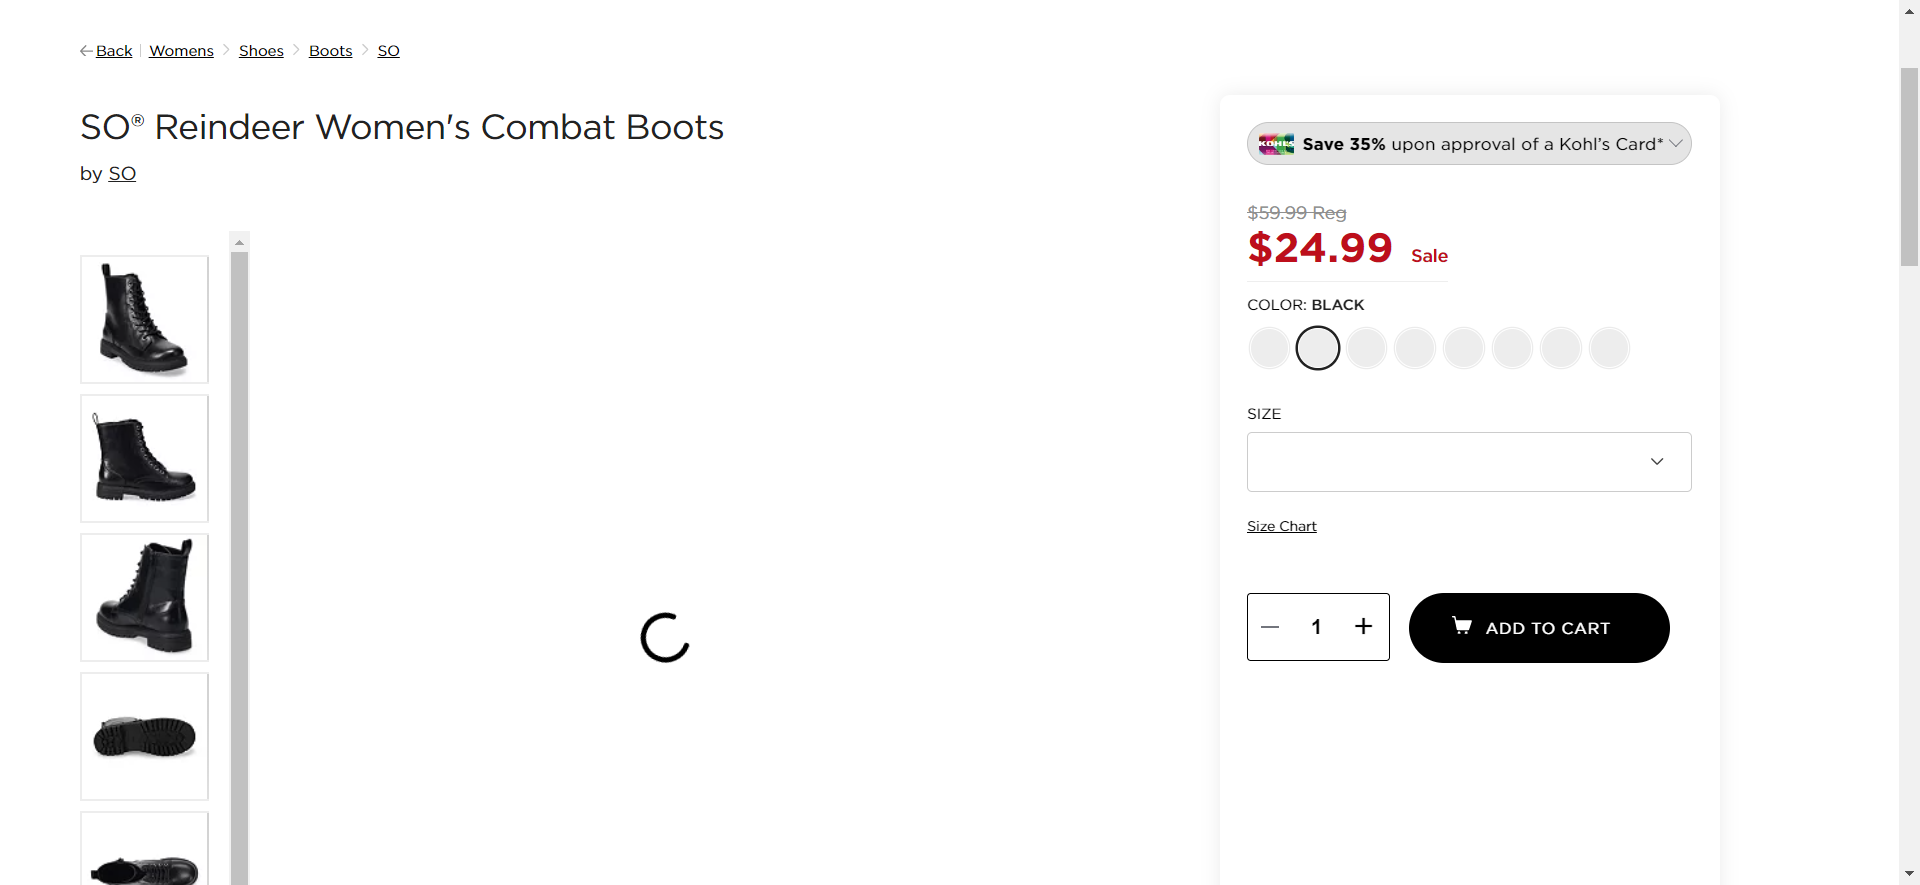 Back
Womens
Shoes
Boots
SO
SO® Reindeer Women's Combat Boots
by SO
KOHL'S
Save 35% upon approval of a Kohl's Card*
$59.99 Reg
$24.99 Sale
COLOR: BLACK
SIZE
Size Chart
1
ADD TO CART